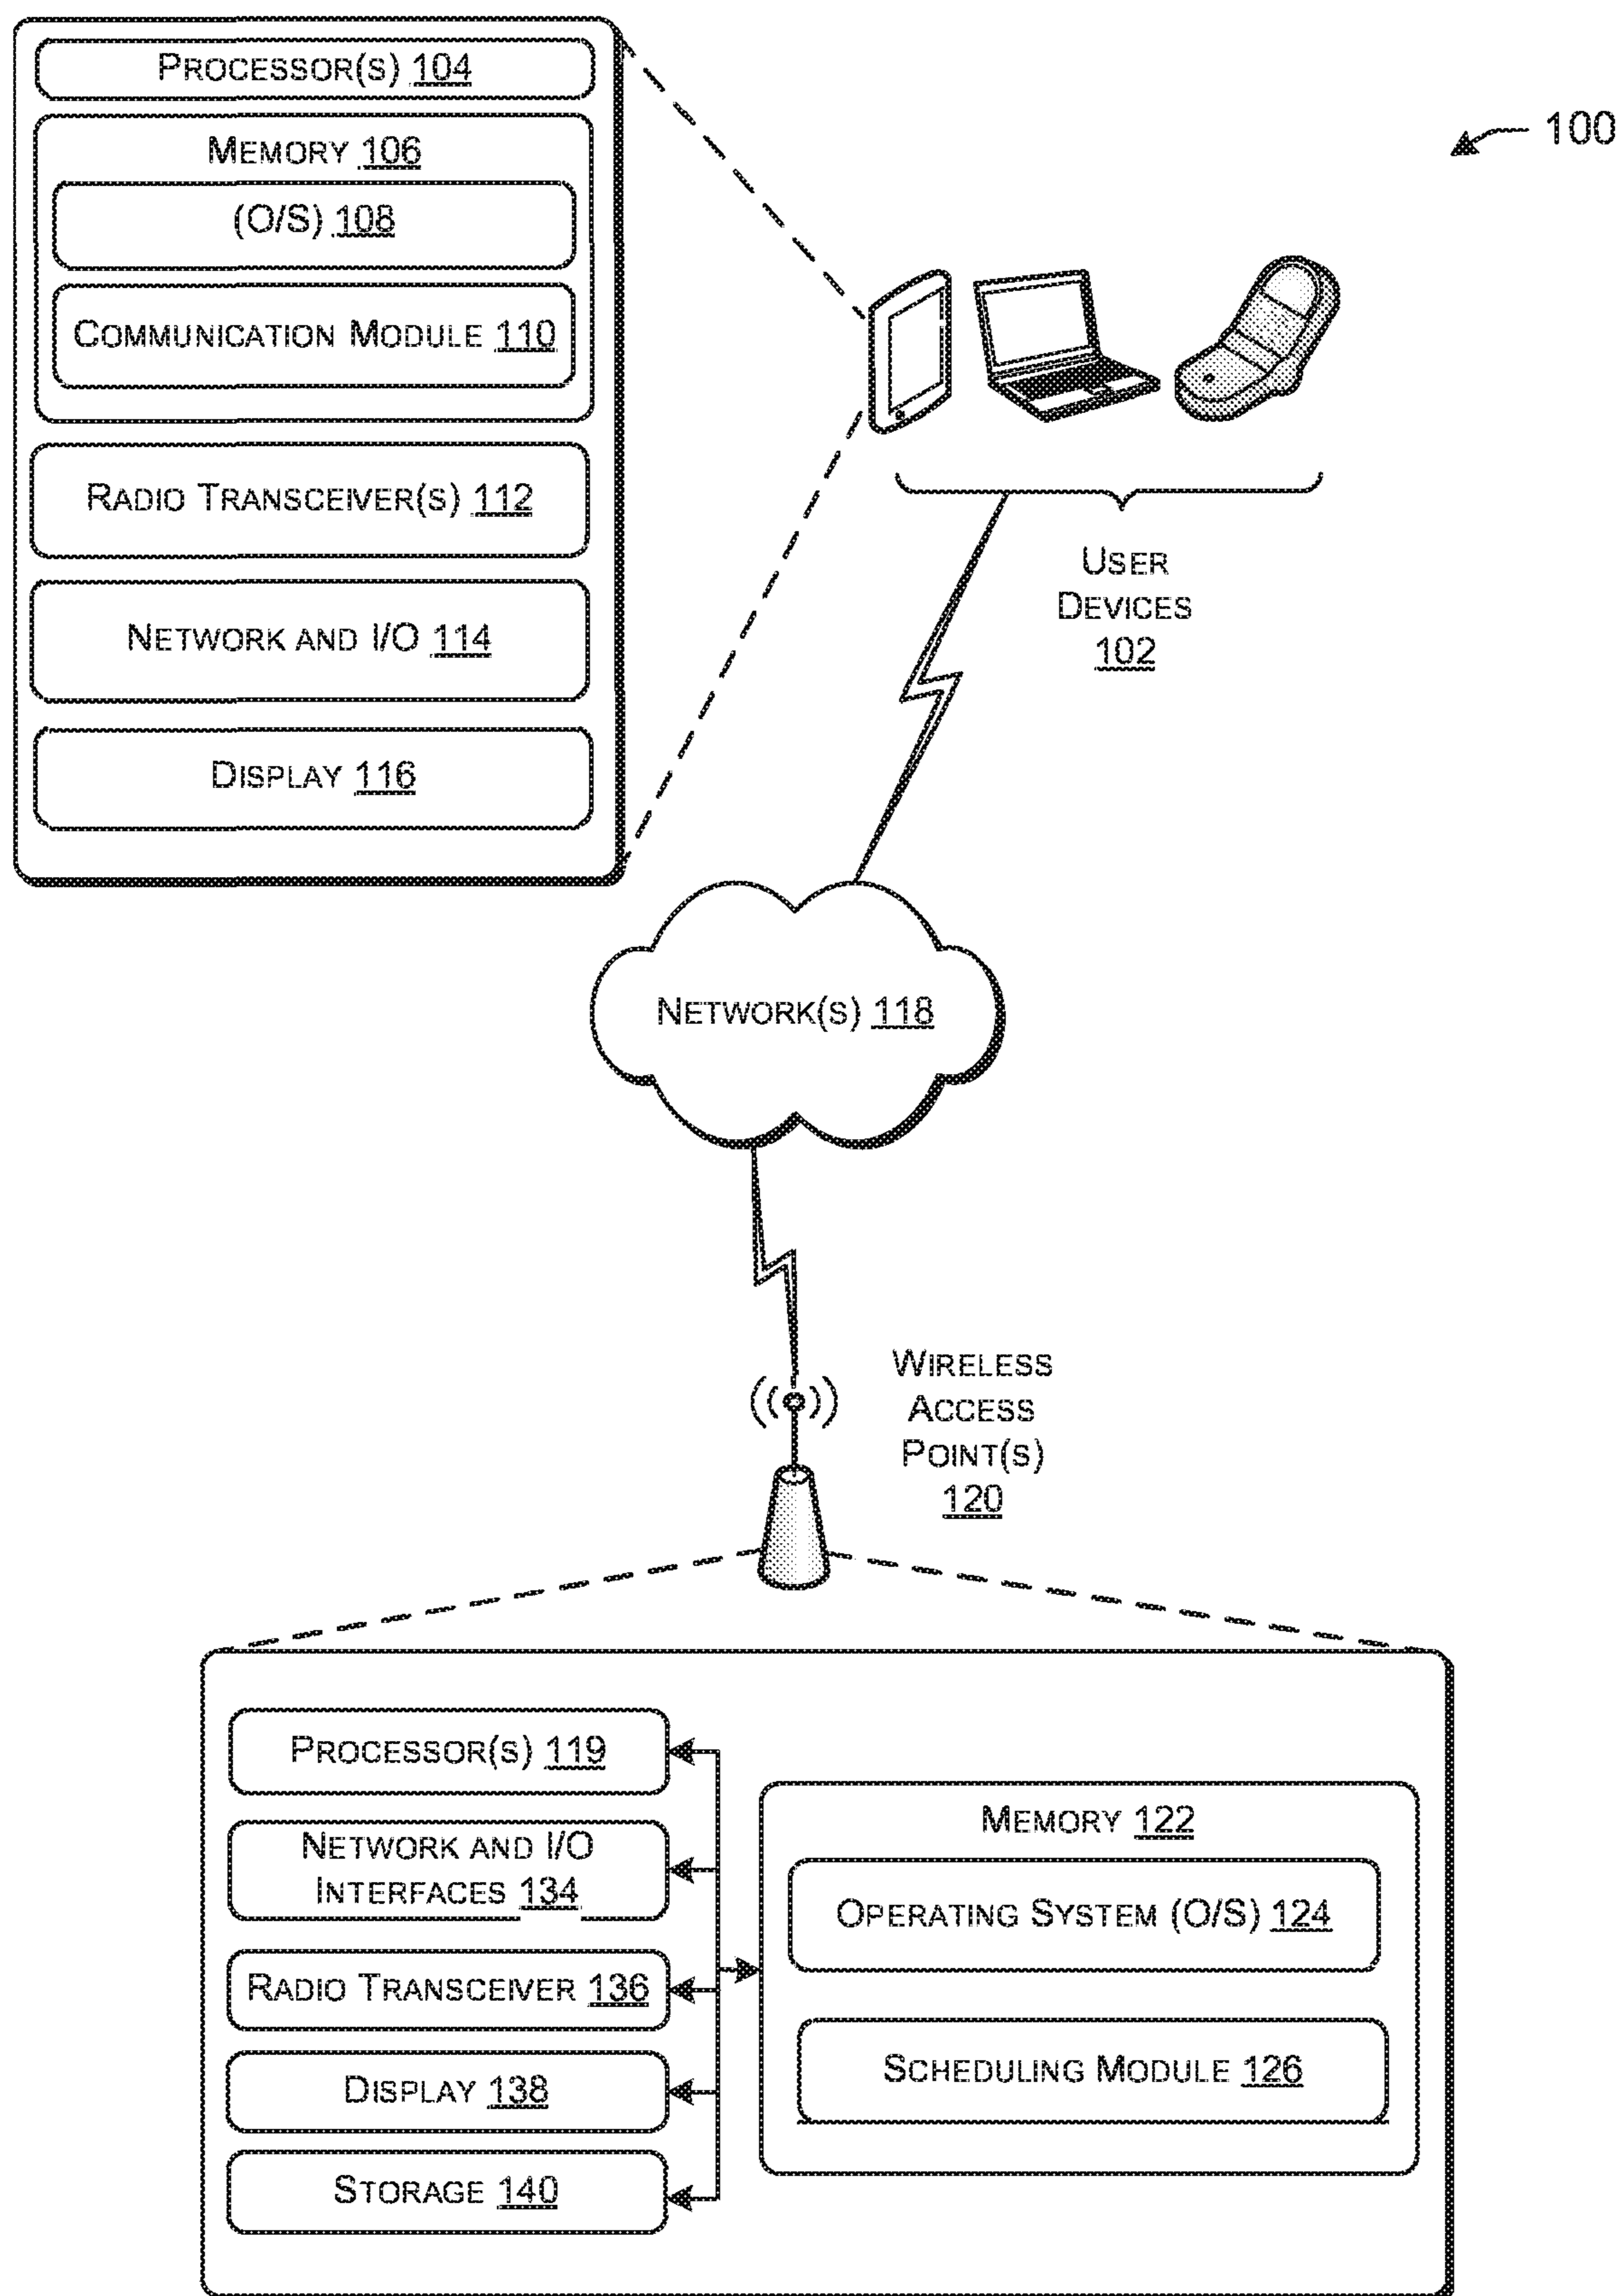 PROCESSOR(S) 104
MEMORY 106
(O/S) 108
COMMUNICATION MODULE 110
RADIO TRANSCEIVER(S) 112
NETWORK AND I/O 114
DISPLAY 116
100
USER
DEVICES
102
NETWORK(S) 118
WIRELESS
ACCESS
POINT(S)
120
PROCESSOR(S) 119
NETWORK AND I/O
INTERFACES 134
RADIO TRANSCEIVER 136
DISPLAY 138
STORAGE 140
MEMORY 122
OPERATING SYSTEM (O/S) 124
SCHEDULING MODULE 126